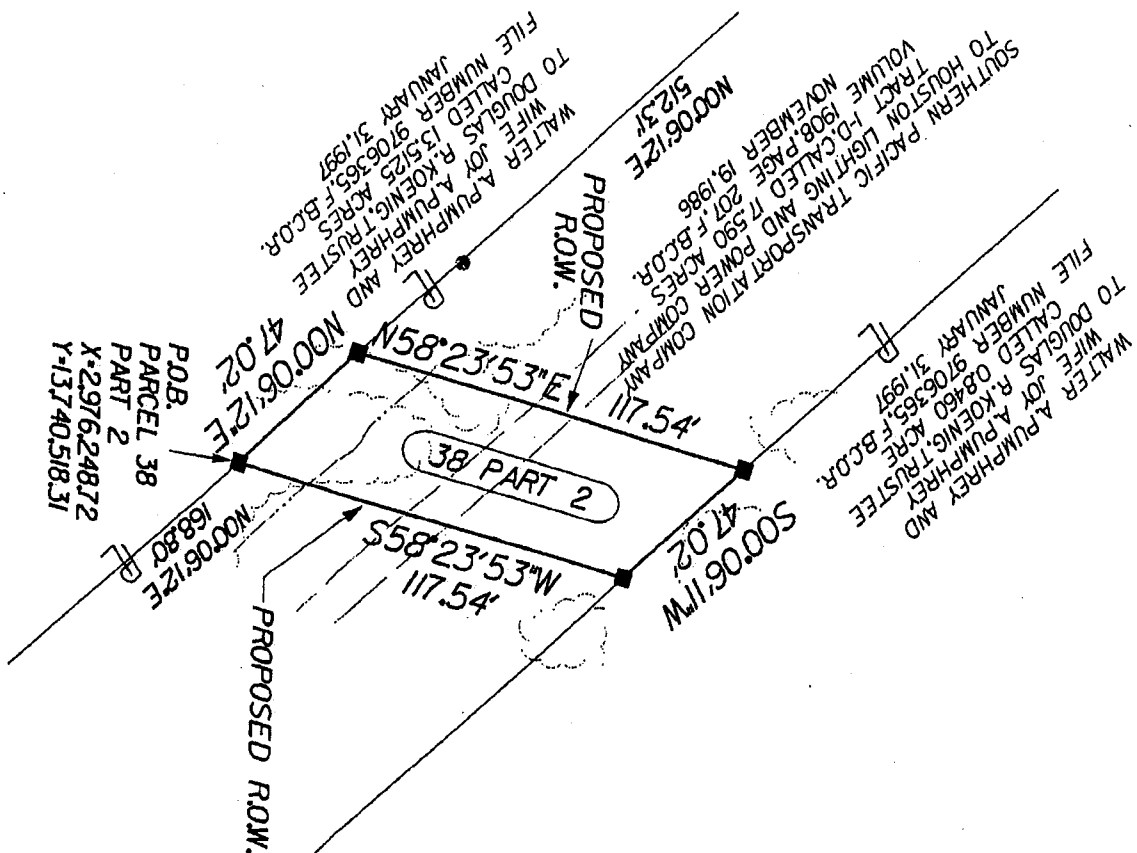 WALTER A.PUMPHREY AND
WIFE JOY A.PUMPHREY
TO DOUGLAS R.KOENIG,TRUSTEE
CALLED 13.5125 ACRES
FILE NUMBER 9706365,F.B.C.O.R.
JANUARY 31,1997
N00°06'12"E
512.31'
SOUTHERN PACIFIC TRANSPORTATION COMPANY
TO HOUSTON LIGHTING AND POWER COMPANY
TRACT 1-D,CALLED 17.590 ACRES
VOLUME 1908,PAGE 207,F.B.C.O.R.
NOVEMBER 19,1986
WALTER A.PUMPHREY AND
WIFE JOY A.PUMPHREY
TO DOUGLAS R.KOENIG,TRUSTEE
CALLED 0.8460 ACRE
FILE NUMBER 9706365,F.B.C.O.R.
JANUARY 31,1997
PROPOSED
R.O.W.
N58°23'53"E
117.54'
N00°06'12"E
47.02'
38 PART 2
S58°23'53"W
117.54'
S00°06'11"W
47.02'
P.O.B.
PARCEL 38
PART 2
X=2,976,248.72
Y=13,740,518.31
N00°06'12"E
168.80'
PROPOSED R.O.W.